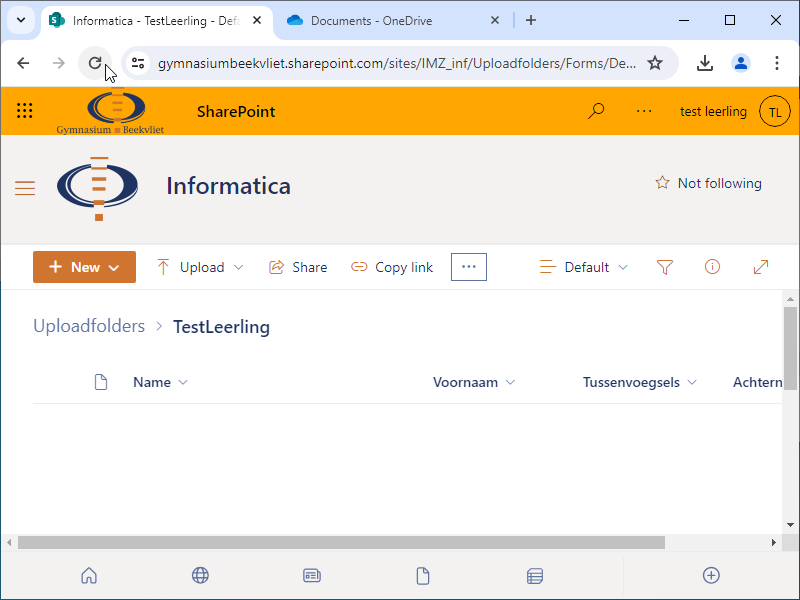 Informatica - TestLeerling - Def
Documents - OneDrive
gymnasiumbeekvliet.sharepoint.com/sites/IMZ_inf/Uploadfolders/Forms/De...
Gymnasium Beekvliet
SharePoint
test leerling
TL
Informatica
Not following
New
Upload
Share
Copy link
Default
Uploadfolders > TestLeerling
Name
Voornaam
Tussenvoegsels
Achtern